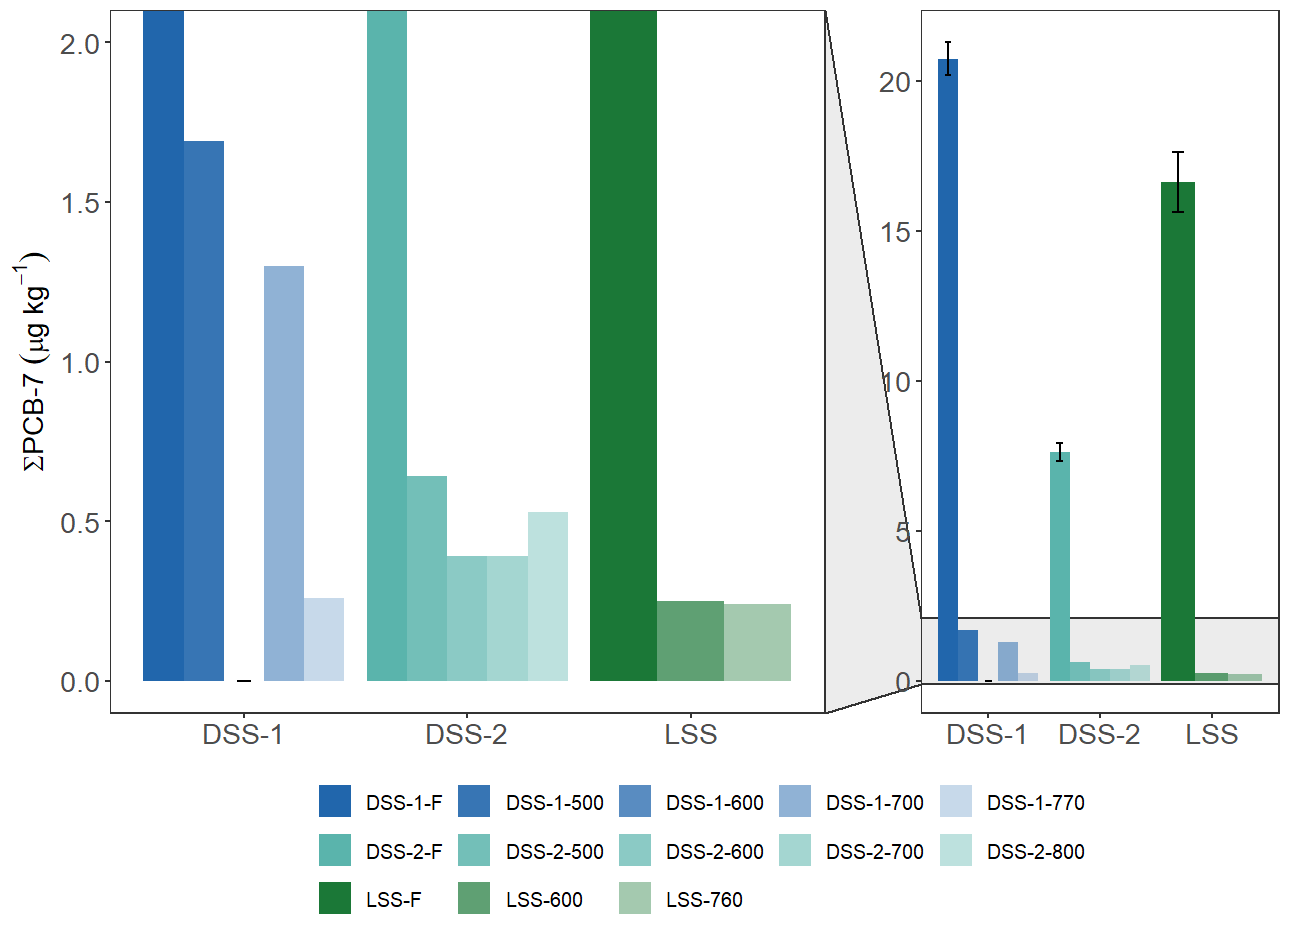 ΣPCB-7 (μg kg⁻¹)
2.0
1.5
1.0
0.5
0.0
DSS-1 DSS-2 LSS
20
15
10
5
0
DSS-1 DSS-2 LSS
DSS-1-F DSS-1-500 DSS-1-600 DSS-1-700 DSS-1-770
DSS-2-F DSS-2-500 DSS-2-600 DSS-2-700 DSS-2-800
LSS-F LSS-600 LSS-760